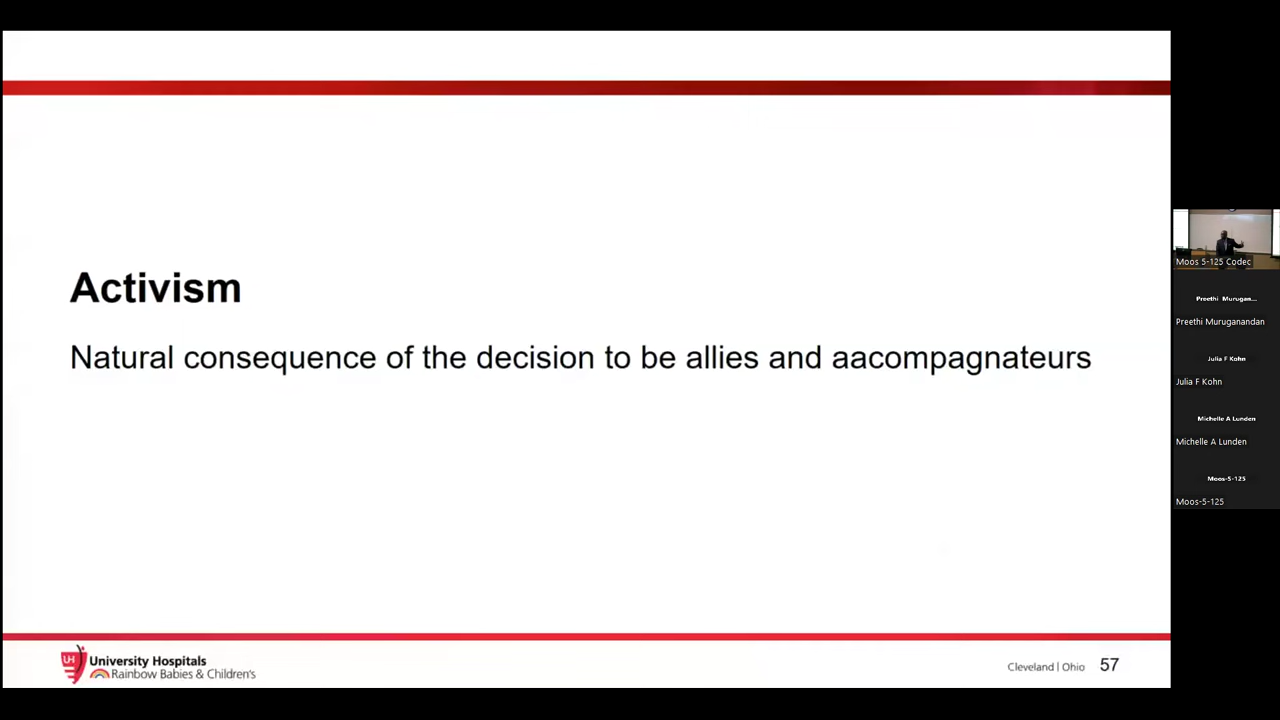 Activism
Natural consequence of the decision to be allies and aacompagnateurs
UH
University Hospitals
Rainbow Babies & Children's
Cleveland | Ohio
57
Moos 5-125 Codec
Preethi Murugan...
Preethi Muruganandan
Julia F Kohn
Julia F Kohn
Michelle A Lunden
Michelle A Lunden
Moos-5-125
Moos-5-125